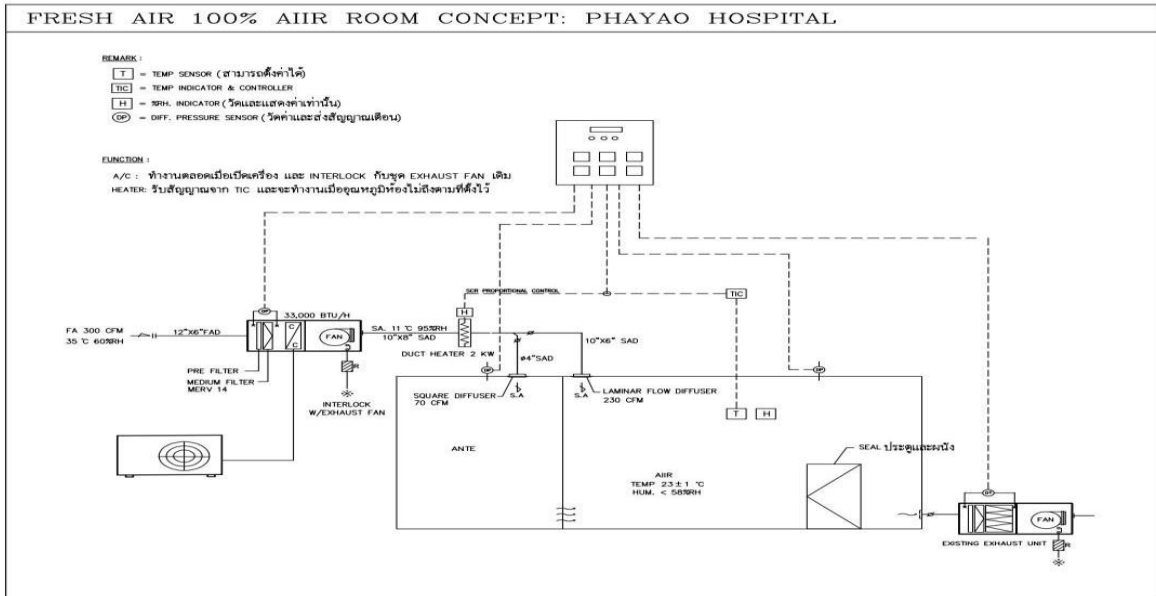 FRESH AIR 100% AIIR ROOM CONCEPT: PHAYAO HOSPITAL
REMARK :
T = TEMP SENSOR (สามารถตั้งค่าได้)
TIC = TEMP INDICATOR & CONTROLLER
H = %RH. INDICATOR (วัดและแสดงค่าเท่านั้น)
DP = DIFF. PRESSURE SENSOR (วัดค่าและส่งสัญญาณเตือน)
FUNCTION :
A/C : ทำงานตลอดเมื่อเปิดเครื่อง และ INTERLOCK กับชุด EXHAUST FAN เดิม
HEATER: รับสัญญาณจาก TIC และจะทำงานเมื่ออุณหภูมิห้องไม่ถึงตามที่ตั้งไว้
SCR PROPORTIONAL CONTROL
TIC
DP
33,000 BTU/H
H
FA 300 CFM
35 °C 60%RH
12"X6"FAD
C
C
FAN
SA. 11 °C 95%RH
10"X8" SAD
10"X6" SAD
DUCT HEATER 2 KW
ø4"SAD
PRE FILTER
MEDIUM FILTER
MERV 14
R
INTERLOCK
W/EXHAUST FAN
DP
DP
SQUARE DIFFUSER
70 CFM
S.A
S.A
LAMINAR FLOW DIFFUSER
230 CFM
T
H
ANTE
SEAL ประตูและผนัง
AIIR
TEMP 23±1 °C
HUM. < 58%RH
DP
FAN
EXISTING EXHAUST UNIT
R